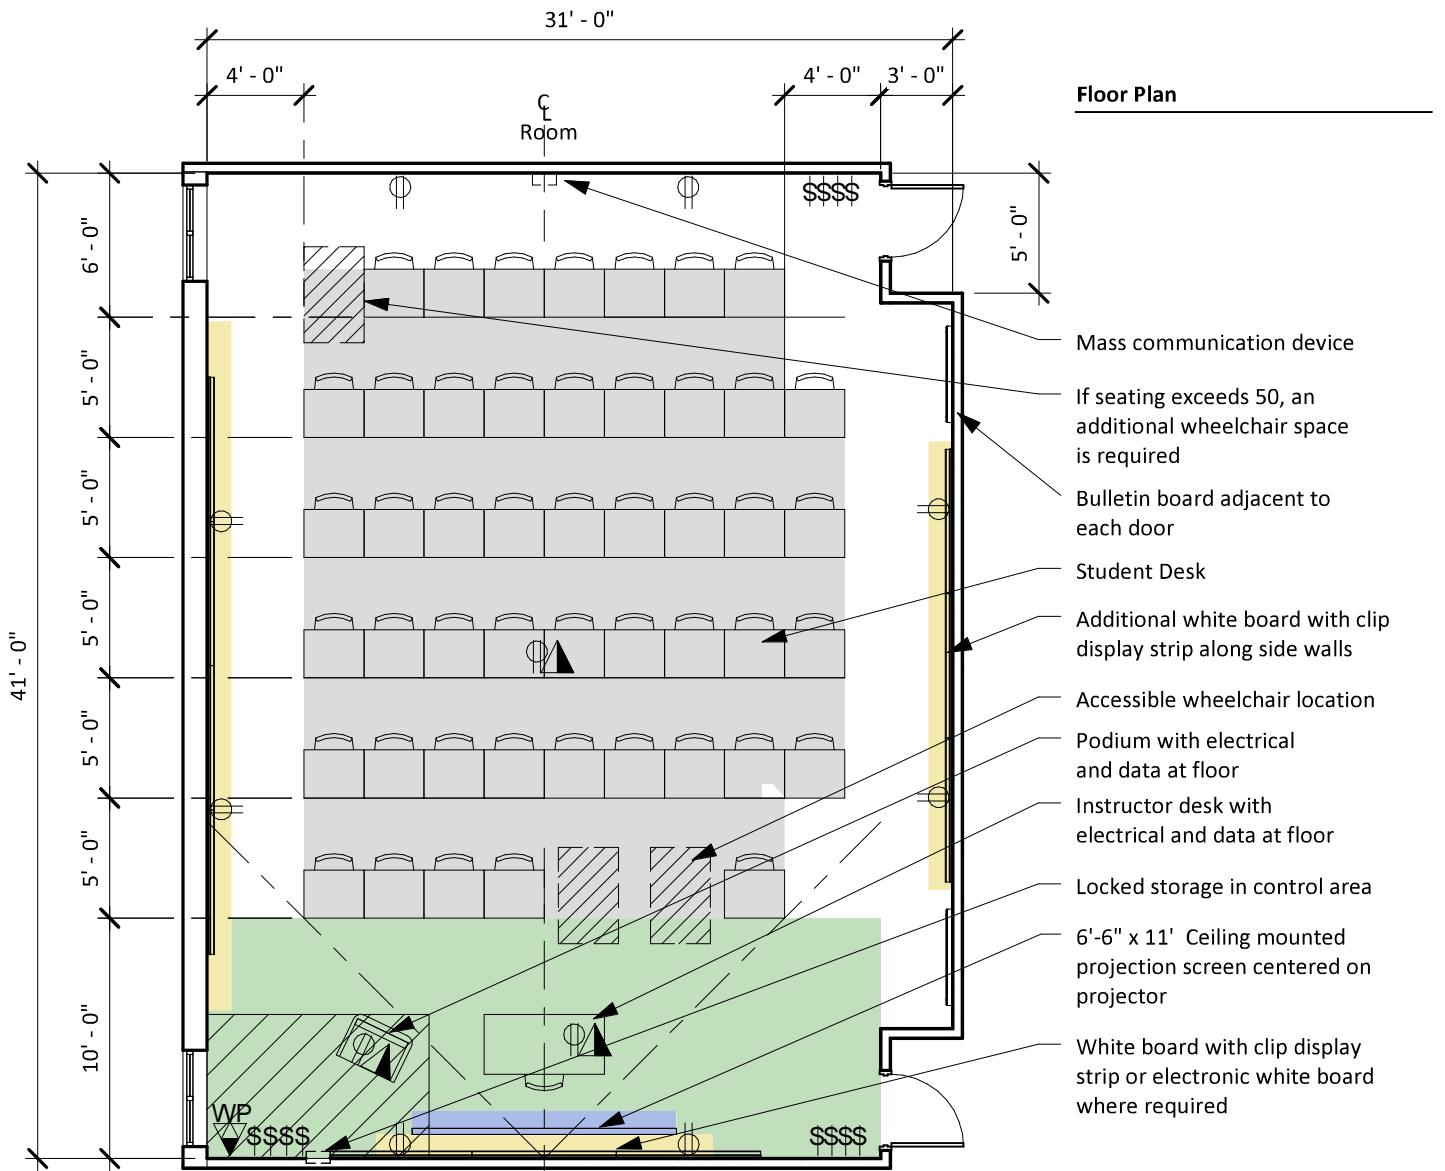 31' - 0"
4' - 0"
4' - 0"
3' - 0"
Floor Plan
CL
Room
$$$$
6' - 0"
5' - 0"
5' - 0"
5' - 0"
5' - 0"
5' - 0"
5' - 0"
10' - 0"
41' - 0"
Mass communication device
If seating exceeds 50, an
additional wheelchair space
is required
Bulletin board adjacent to
each door
Student Desk
Additional white board with clip
display strip along side walls
Accessible wheelchair location
Podium with electrical
and data at floor
Instructor desk with
electrical and data at floor
Locked storage in control area
6'-6" x 11' Ceiling mounted
projection screen centered on
projector
White board with clip display
strip or electronic white board
where required
WP
$$$$
$$$$